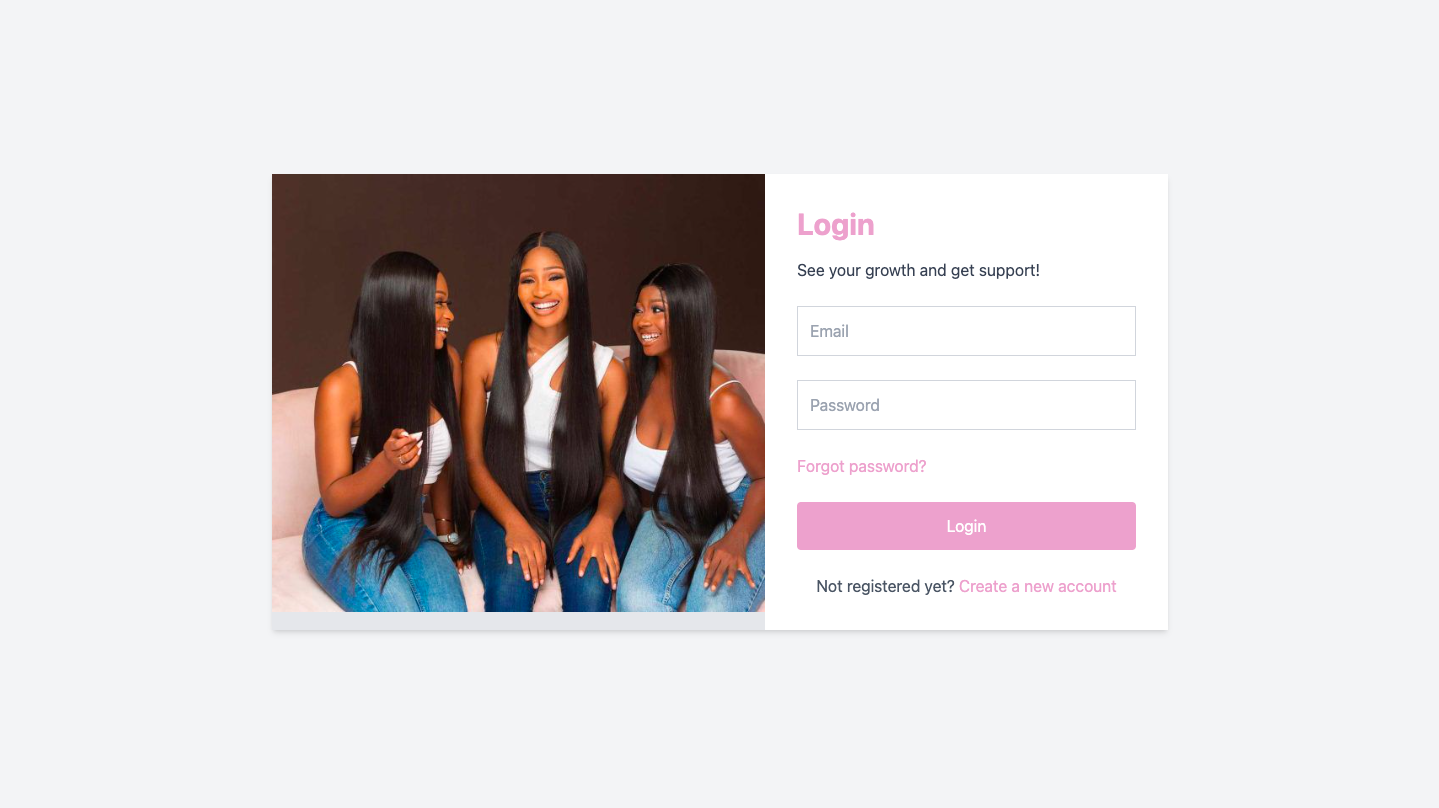 Login
See your growth and get support!
Email
Password
Forgot password?
Login
Not registered yet? Create a new account